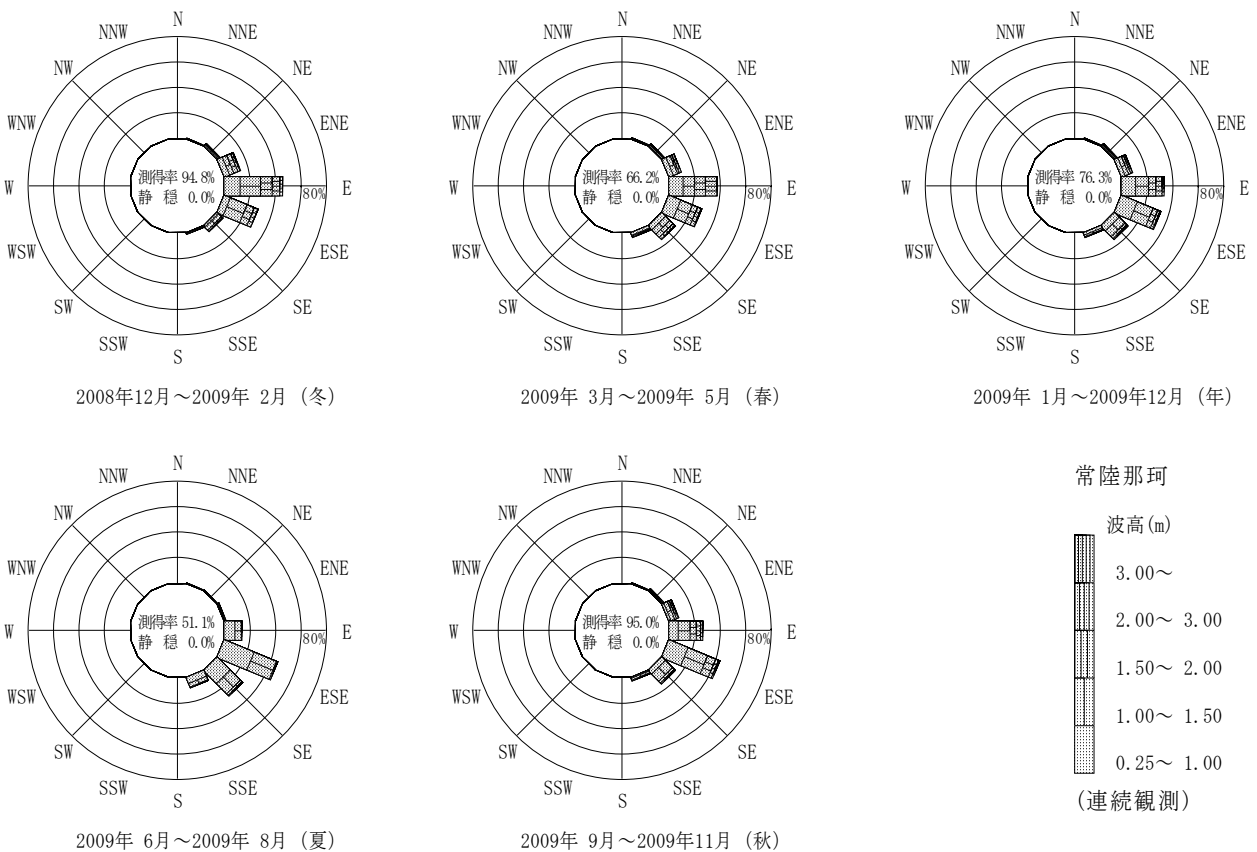 N
NNW NNE
NW NE
WNW ENE
測得率 94.8%
W 静 穏 0.0% 80% E
WSW ESE
SW SE
SSW SSE
S
2008年12月～2009年 2月 (冬)
N
NNW NNE
NW NE
WNW ENE
測得率 66.2%
W 静 穏 0.0% 80% E
WSW ESE
SW SE
SSW SSE
S
2009年 3月～2009年 5月 (春)
N
NNW NNE
NW NE
WNW ENE
測得率 76.3%
W 静 穏 0.0% 80% E
WSW ESE
SW SE
SSW SSE
S
2009年 1月～2009年12月 (年)
N
NNW NNE
NW NE
WNW ENE
測得率 51.1%
W 静 穏 0.0% 80% E
WSW ESE
SW SE
SSW SSE
S
2009年 6月～2009年 8月 (夏)
N
NNW NNE
NW NE
WNW ENE
測得率 95.0%
W 静 穏 0.0% 80% E
WSW ESE
SW SE
SSW SSE
S
2009年 9月～2009年11月 (秋)
常陸那珂
波高(m)
3.00～
2.00～ 3.00
1.50～ 2.00
1.00～ 1.50
0.25～ 1.00
(連続観測)